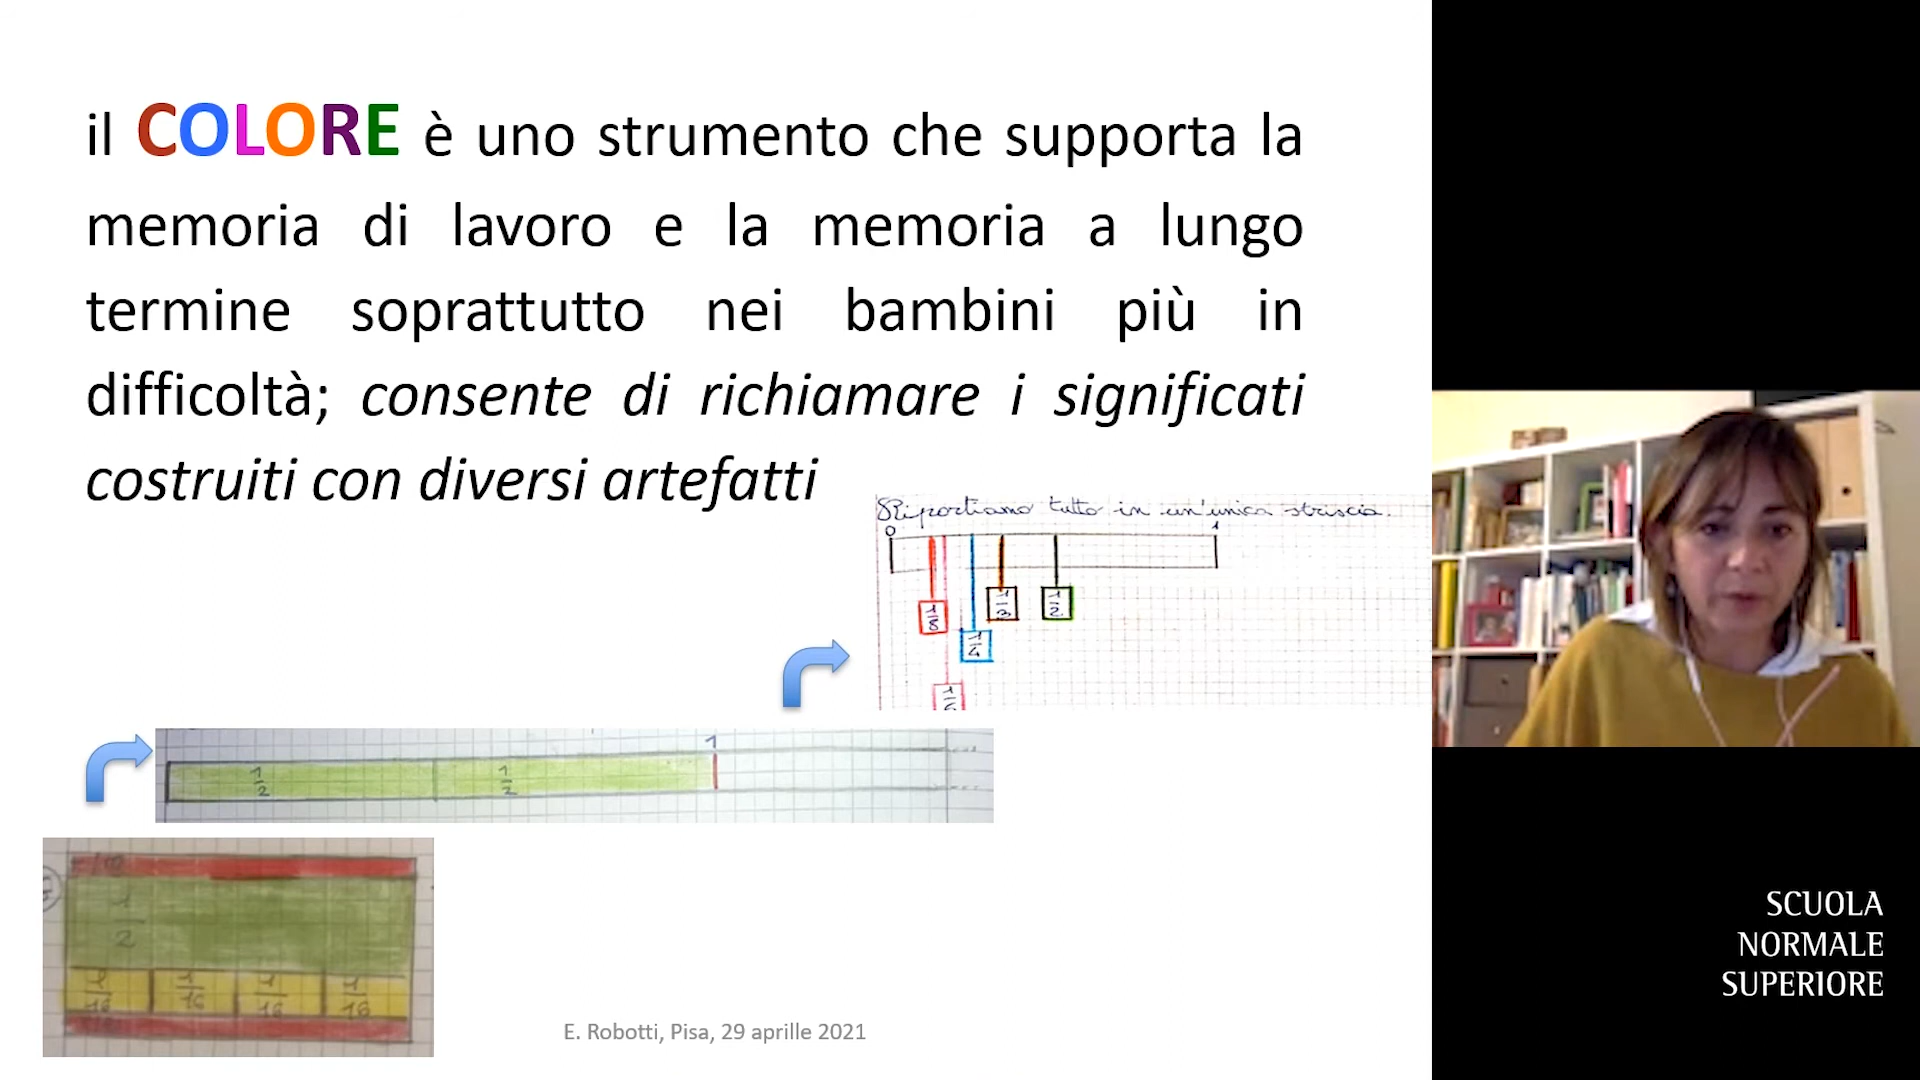 il COLORE è uno strumento che supporta la
memoria di lavoro e la memoria a lungo
termine soprattutto nei bambini più in
difficoltà; consente di richiamare i significati
costruiti con diversi artefatti
Riportiamo tutto in un'unica striscia.
0 1
1/8 1/3 1/2
1/4
1
1/2 1/2
1/2
1/16 1/16 1/16 1/16
E. Robotti, Pisa, 29 aprille 2021
SCUOLA
NORMALE
SUPERIORE